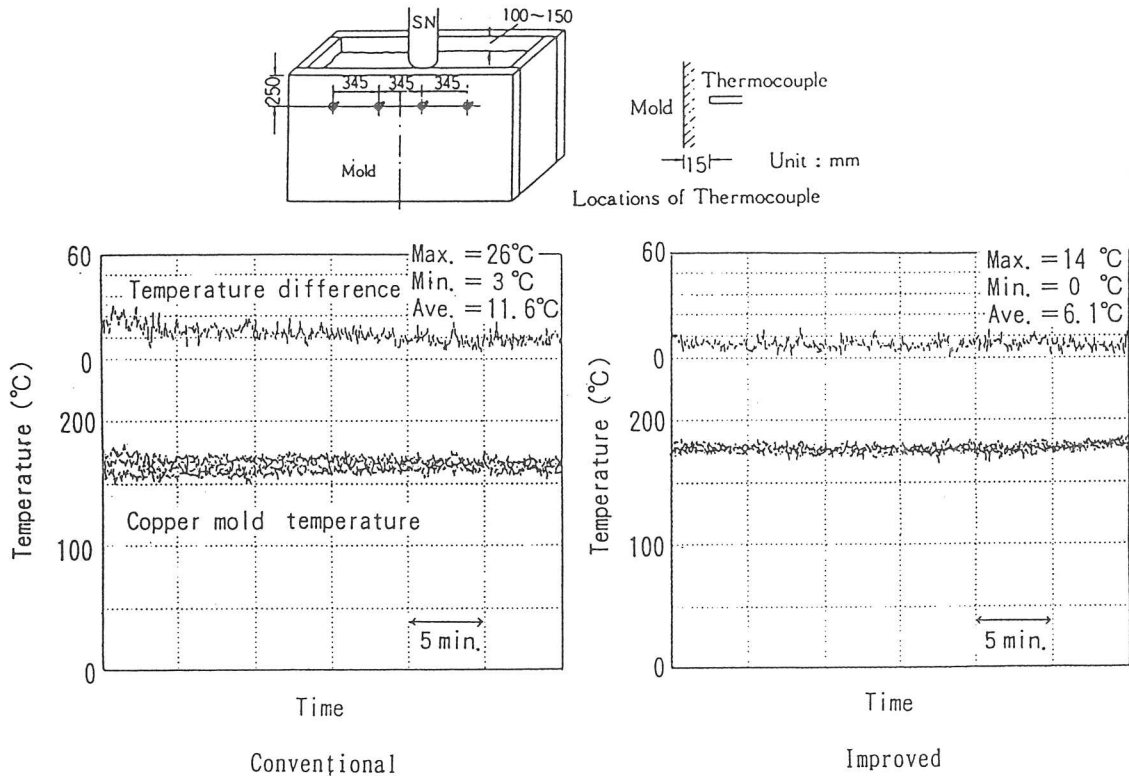 SN
100~150
250
345 345 345
Mold
Mold
Thermocouple
15
Unit : mm
Locations of Thermocouple
Temperature (°C)
60
0
200
100
0
Max. = 26°C
Min. = 3 °C
Ave. = 11.6°C
Temperature difference
Copper mold temperature
5 min.
Time
Conventional
Temperature (°C)
60
0
200
100
0
Max. = 14 °C
Min. = 0 °C
Ave. = 6.1°C
5 min.
Time
Improved